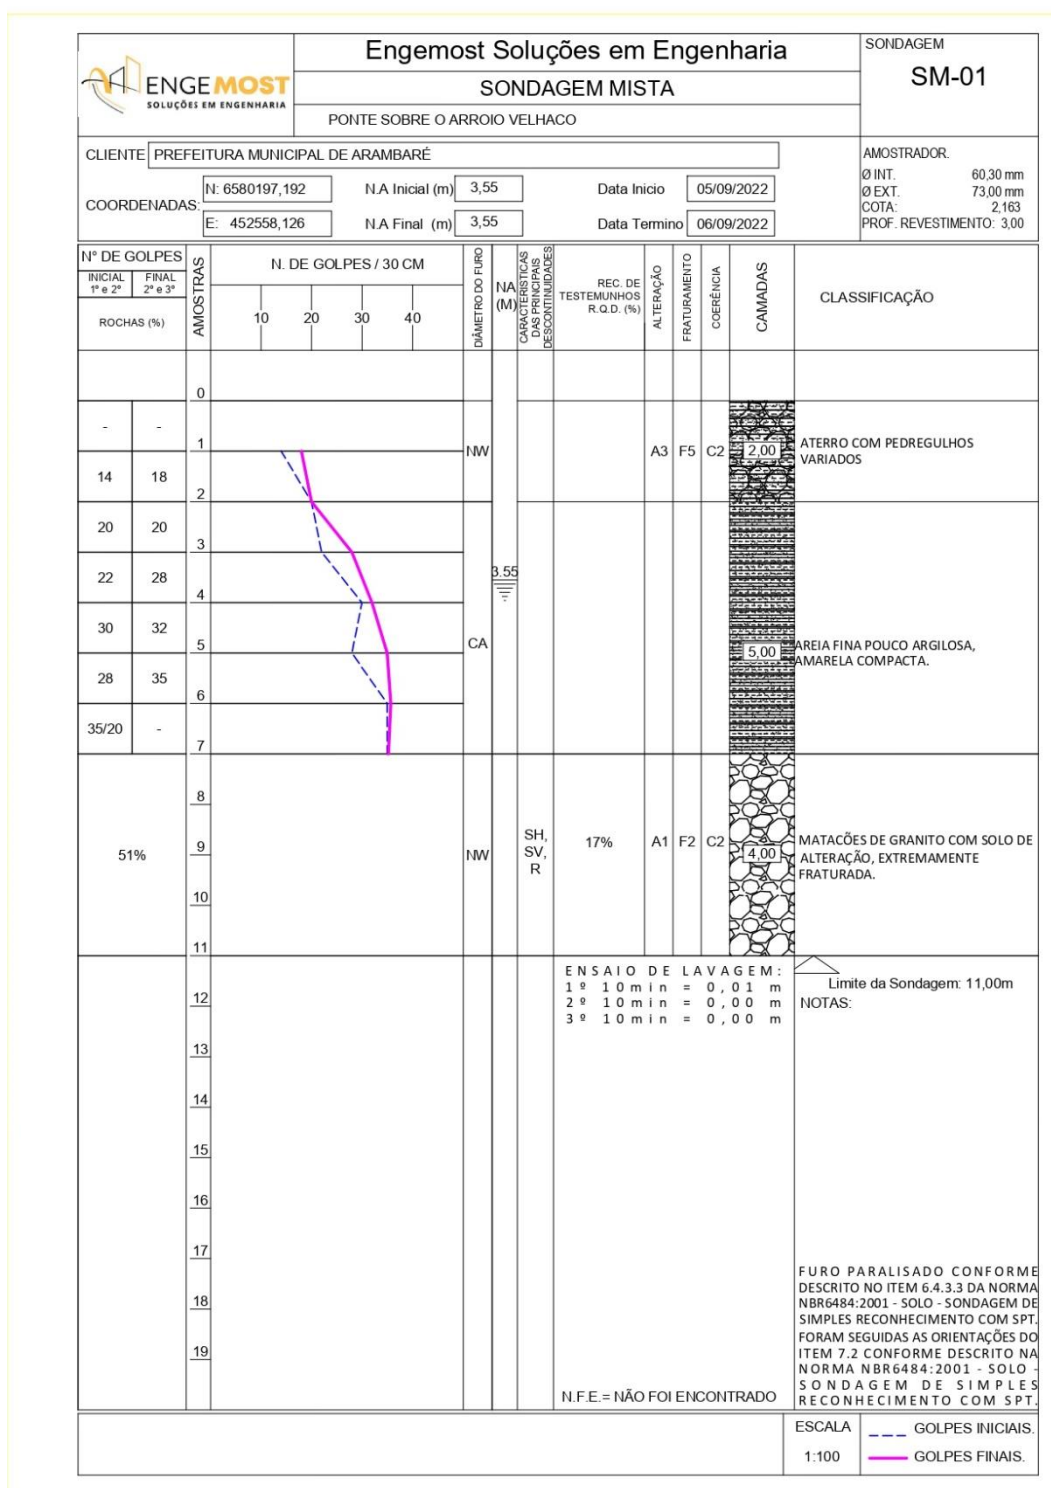 ENGEMOST
SOLUÇÕES EM ENGENHARIA
Engemost Soluções em Engenharia
SONDAGEM MISTA
PONTE SOBRE O ARROIO VELHACO
SONDAGEM
SM-01
CLIENTE PREFEITURA MUNICIPAL DE ARAMBARÉ
COORDENADAS:
N: 6580197,192 N.A Inicial (m) 3,55 Data Inicio 05/09/2022
E: 452558,126 N.A Final (m) 3,55 Data Termino 06/09/2022
AMOSTRADOR.
Ø INT. 60,30 mm
Ø EXT. 73,00 mm
COTA: 2,163
PROF. REVESTIMENTO: 3,00
N° DE GOLPES
INICIAL FINAL
1º e 2º 2º e 3º
ROCHAS (%)
AMOSTRAS
N. DE GOLPES / 30 CM
10 20 30 40
DIÂMETRO DO FURO
NA
(M)
CARACTERISTICAS
DAS PRINCIPAIS
DESCONTINUIDADES
REC. DE
TESTEMUNHOS
R.Q.D. (%)
ALTERAÇÃO
FRATURAMENTO
COERÊNCIA
CAMADAS
CLASSIFICAÇÃO
0
- -
1
14 18
2
NW A3 F5 C2 2,00
ATERRO COM PEDREGULHOS
VARIADOS
20 20
3
22 28
3.55
4
30 32
5
28 35
6
35/20 -
7
CA 5,00
AREIA FINA POUCO ARGILOSA,
AMARELA COMPACTA.
8
9
10
11
51% NW
SH,
SV,
R
17% A1 F2 C2 4,00
MATACÕES DE GRANITO COM SOLO DE
ALTERAÇÃO, EXTREMAMENTE
FRATURADA.
ENSAIO DE LAVAGEM:
1º 10min = 0,01 m
2º 10min = 0,00 m
3º 10min = 0,00 m
Limite da Sondagem: 11,00m
NOTAS:
12
13
14
15
16
17
18
19
FURO PARALISADO CONFORME
DESCRITO NO ITEM 6.4.3.3 DA NORMA
NBR6484:2001 - SOLO - SONDAGEM DE
SIMPLES RECONHECIMENTO COM SPT.
FORAM SEGUIDAS AS ORIENTAÇÕES DO
ITEM 7.2 CONFORME DESCRITO NA
NORMA NBR6484:2001 - SOLO -
SONDAGEM DE SIMPLES
RECONHECIMENTO COM SPT.
N.F.E.= NÃO FOI ENCONTRADO
ESCALA
1:100
GOLPES INICIAIS.
GOLPES FINAIS.